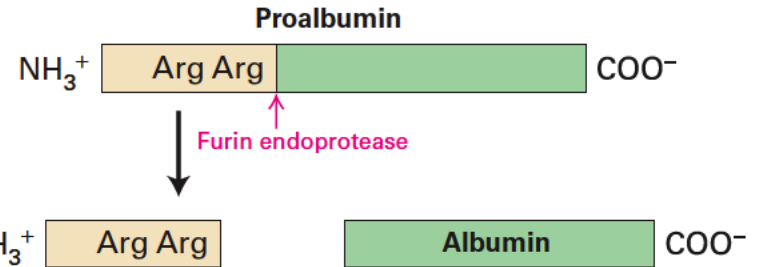 Proalbumin
NH₃⁺ Arg Arg COO⁻
Furin endoprotease
H₃⁺ Arg Arg Albumin COO⁻